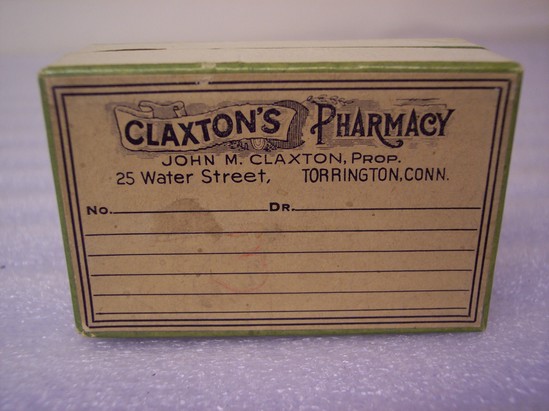 CLAXTON'S PHARMACY
JOHN M. CLAXTON, PROP.
25 Water Street, TORRINGTON, CONN.
No. DR.